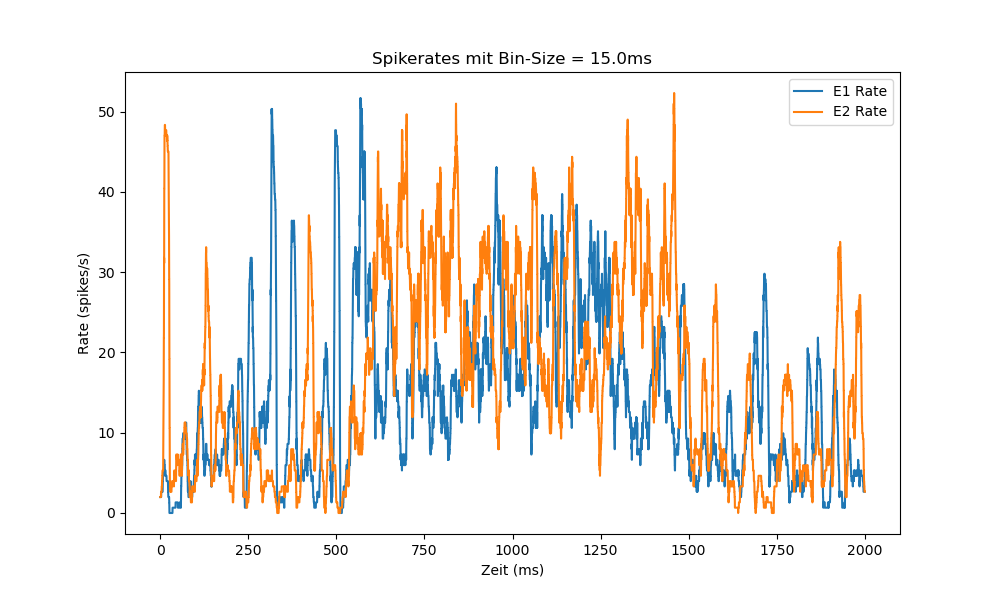 Spikerates mit Bin-Size = 15.0ms
E1 Rate
E2 Rate
Rate (spikes/s)
50
40
30
20
10
0
0 250 500 750 1000 1250 1500 1750 2000
Zeit (ms)